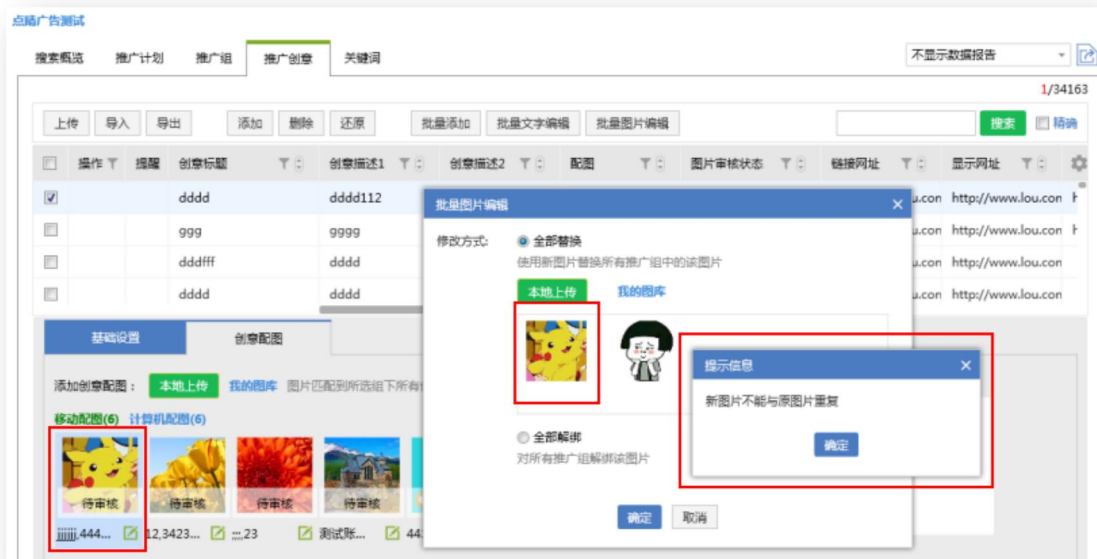 点睛广告测试
搜索概览 推广计划 推广组 推广创意 关键词 不显示数据报告
1/34163
上传 导入 导出 添加 删除 还原 批量添加 批量文字编辑 批量图片编辑 搜索 精确
操作 提醒 创意标题 创意描述1 创意描述2 配图 图片审核状态 链接网址 显示网址
dddd dddd112 u.con http://www.lou.con
ggg gggg u.con http://www.lou.con
dddfff dddd u.con http://www.lou.con
dddd dddd u.con http://www.lou.con
批量图片编辑
修改方式: 全部替换
使用新图片替换所有推广组中的该图片
本地上传 我的图库
全部解绑
对所有推广组解绑该图片
确定 取消
提示信息
新图片不能与原图片重复
确定
基础设置 创意配图
添加创意配图: 本地上传 我的图库 图片匹配到所选组下所有
移动配图(6) 计算机配图(6)
待审核 待审核 待审核 待审核
jjjjjj,444... 12,3423... ::::,23 测试账... 44